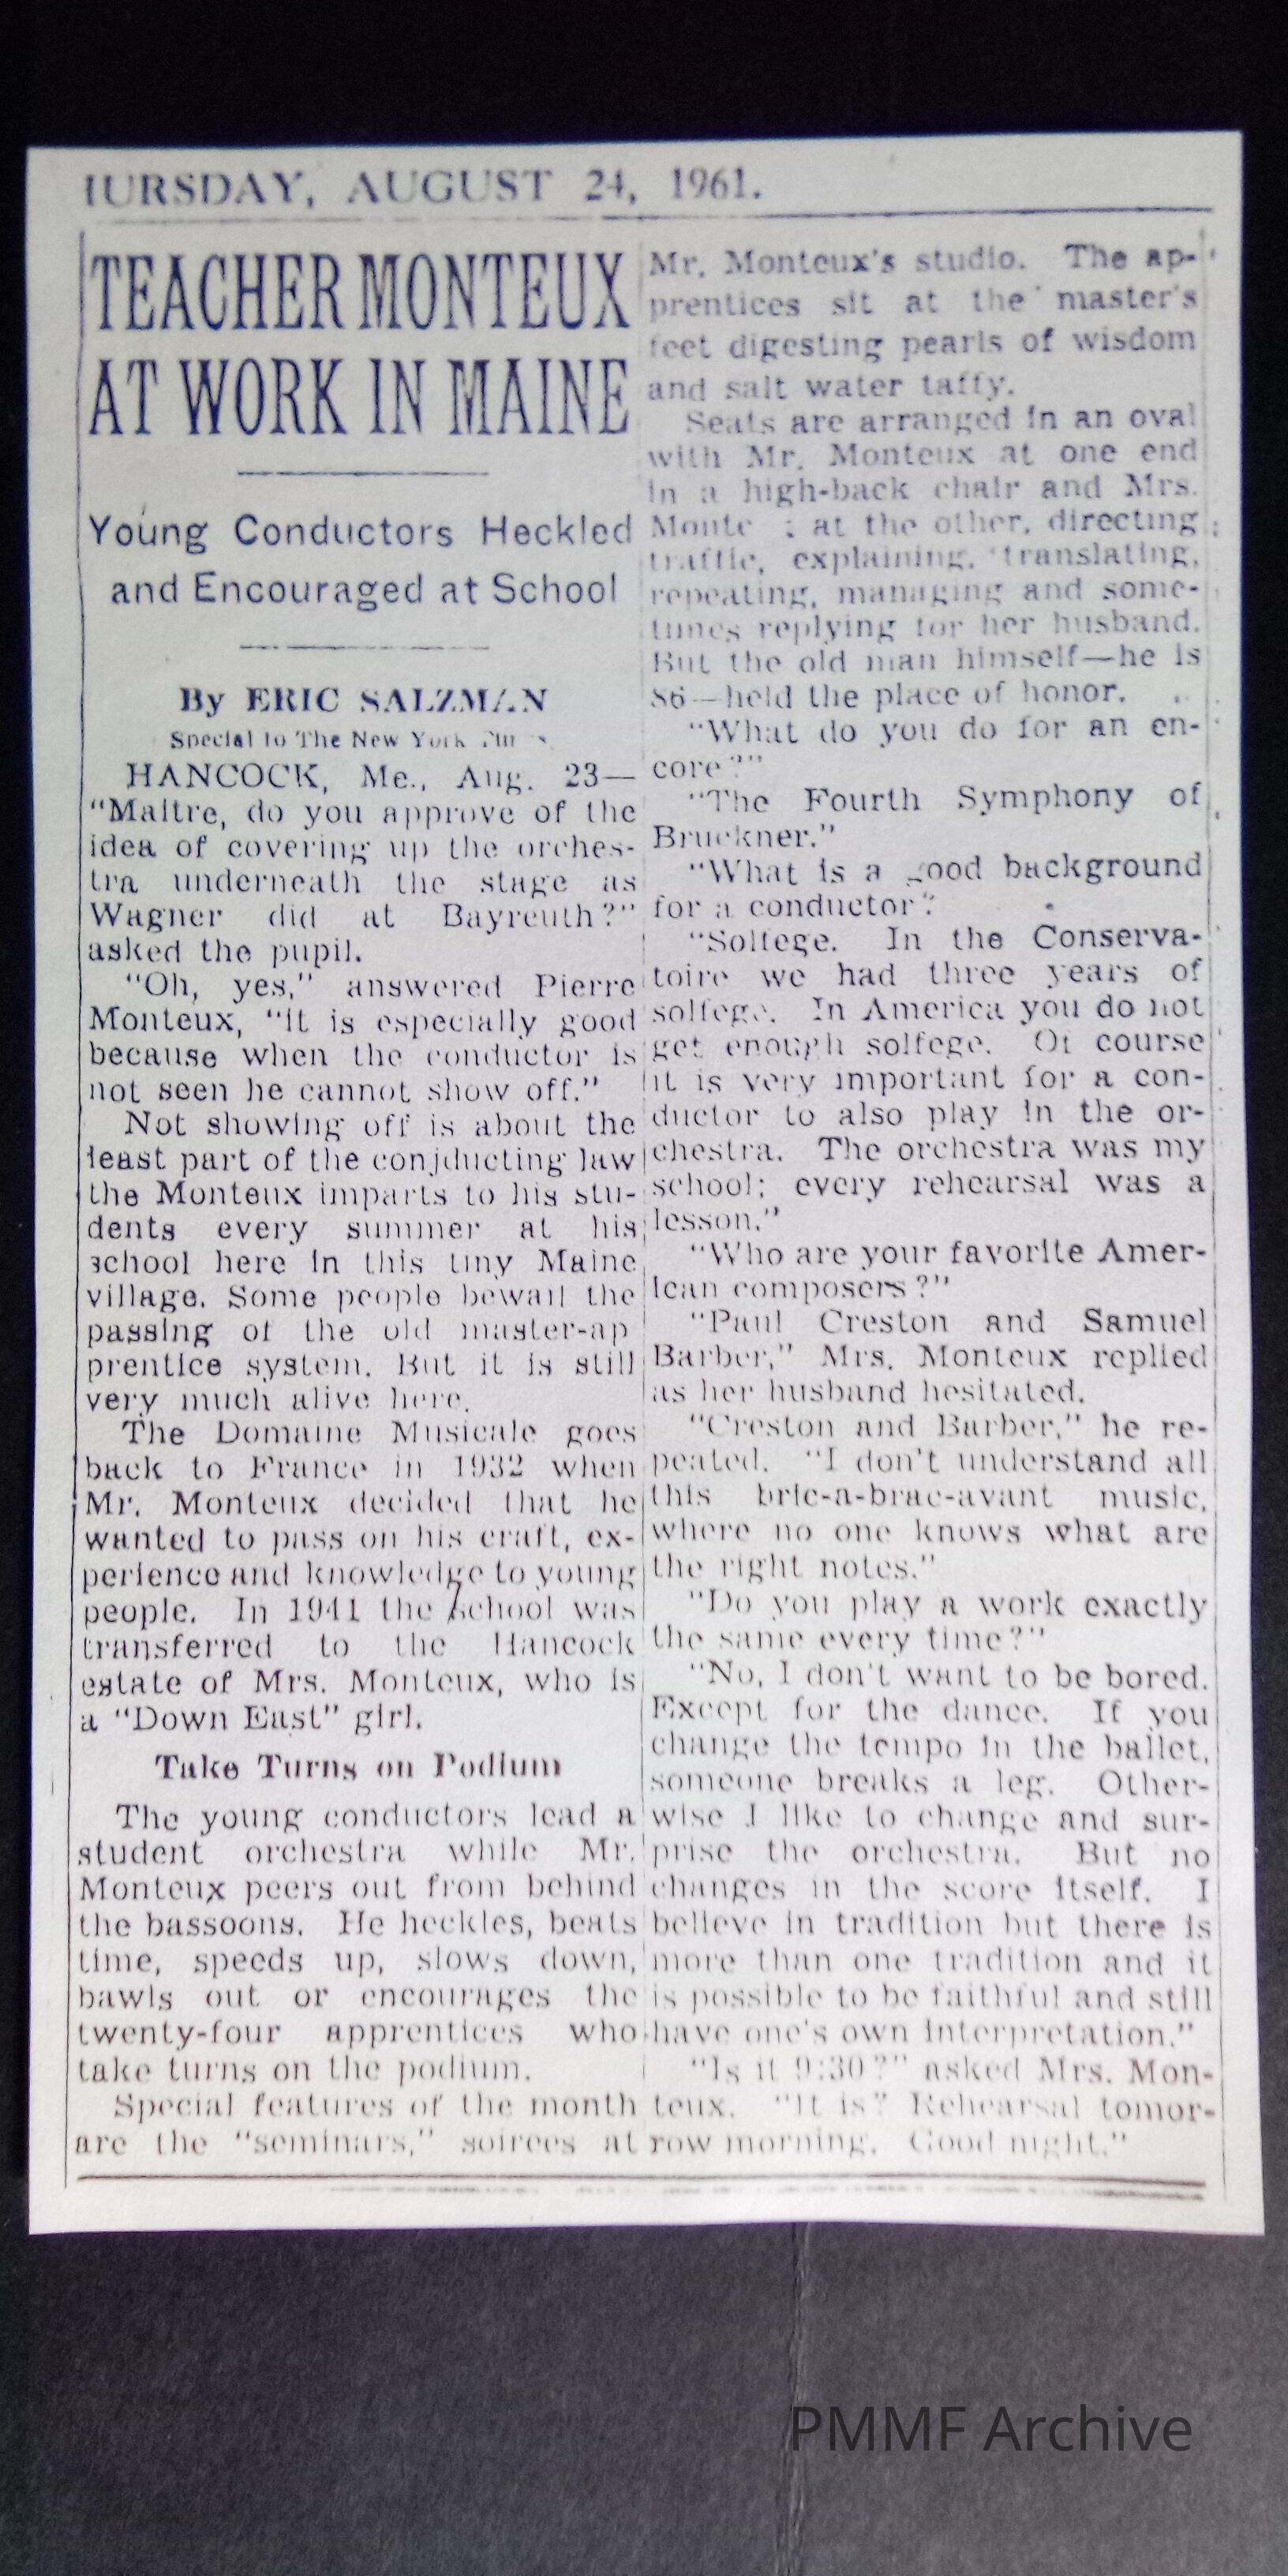 HURSDAY, AUGUST 24, 1961.
TEACHER MONTEUX
AT WORK IN MAINE
Young Conductors Heckled
and Encouraged at School
By ERIC SALZMAN
Special to The New York
HANCOCK, Me., Aug. 23—
"Maitre, do you approve of the
idea of covering up the orches-
tra underneath the stage as
Wagner did at Bayreuth?"
asked the pupil.
"Oh, yes," answered Pierre
Monteux, "it is especially good
because when the conductor is
not seen he cannot show off."
Not showing off is about the
least part of the conjducting law
the Monteux imparts to his stu-
dents every summer at his
school here in this tiny Maine
village. Some people bewail the
passing of the old master-ap
prentice system. But it is still
very much alive here.
The Domaine Musicale goes
back to France in 1932 when
Mr. Monteux decided that he
wanted to pass on his craft, ex-
perience and knowledge to young
people. In 1941 the school was
transferred to the Hancock
estate of Mrs. Monteux, who is
a "Down East" girl.
Take Turns on Podium
The young conductors lead a
student orchestra while Mr.
Monteux peers out from behind
the bassoons. He heckles, beats
time, speeds up, slows down,
bawls out or encourages the
twenty-four apprentices who
take turns on the podium.
Special features of the month
are the "seminars," soirees at
Mr. Monteux's studio. The ap-
prentices sit at the master's
feet digesting pearls of wisdom
and salt water taffy.
Seats are arranged in an oval
with Mr. Monteux at one end
in a high-back chair and Mrs.
Monte at the other, directing
traffic, explaining, translating,
repeating, managing and some-
times replying for her husband.
But the old man himself—he is
86—held the place of honor.
"What do you do for an en-
core?"
"The Fourth Symphony of
Bruckner."
"What is a good background
for a conductor?
"Solfege. In the Conserva-
toire we had three years of
solfege. In America you do not
get enough solfege. Of course
it is very important for a con-
ductor to also play in the or-
chestra. The orchestra was my
school; every rehearsal was a
lesson."
"Who are your favorite Amer-
ican composers?"
"Paul Creston and Samuel
Barber," Mrs. Monteux replied
as her husband hesitated.
"Creston and Barber," he re-
peated. "I don't understand all
this bric-a-brac-avant music,
where no one knows what are
the right notes."
"Do you play a work exactly
the same every time?"
"No, I don't want to be bored.
Except for the dance. If you
change the tempo in the ballet,
someone breaks a leg. Other-
wise I like to change and sur-
prise the orchestra. But no
changes in the score itself. I
believe in tradition but there is
more than one tradition and it
is possible to be faithful and still
have one's own interpretation."
"Is it 9:30?" asked Mrs. Mon-
teux. "It is? Rehearsal tomor-
row morning. Good night."
PMMF Archive